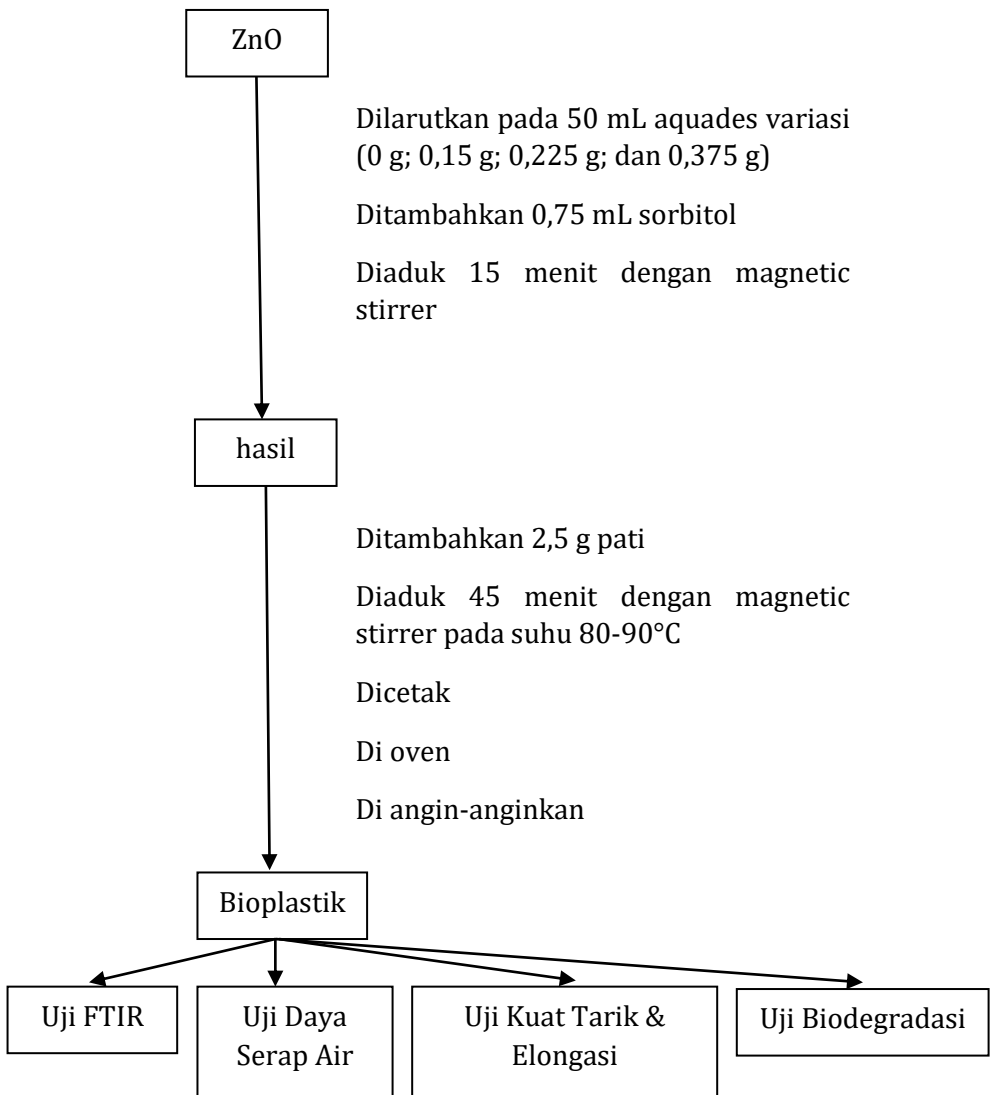 ZnO
Dilarutkan pada 50 mL aquades variasi
(0 g; 0,15 g; 0,225 g; dan 0,375 g)
Ditambahkan 0,75 mL sorbitol
Diaduk 15 menit dengan magnetic
stirrer
hasil
Ditambahkan 2,5 g pati
Diaduk 45 menit dengan magnetic
stirrer pada suhu 80-90°C
Dicetak
Di oven
Di angin-anginkan
Bioplastik
Uji FTIR
Uji Daya
Serap Air
Uji Kuat Tarik &
Elongasi
Uji Biodegradasi